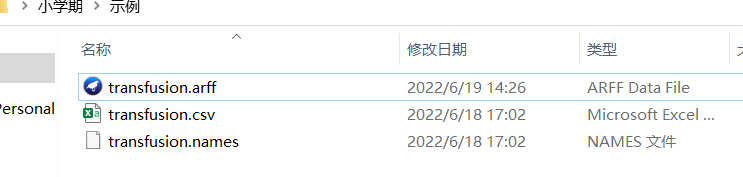 小学期 > 示例
名称 修改日期 类型
transfusion.arff 2022/6/19 14:26 ARFF Data File
Personal
transfusion.csv 2022/6/18 17:02 Microsoft Excel ...
transfusion.names 2022/6/18 17:02 NAMES 文件